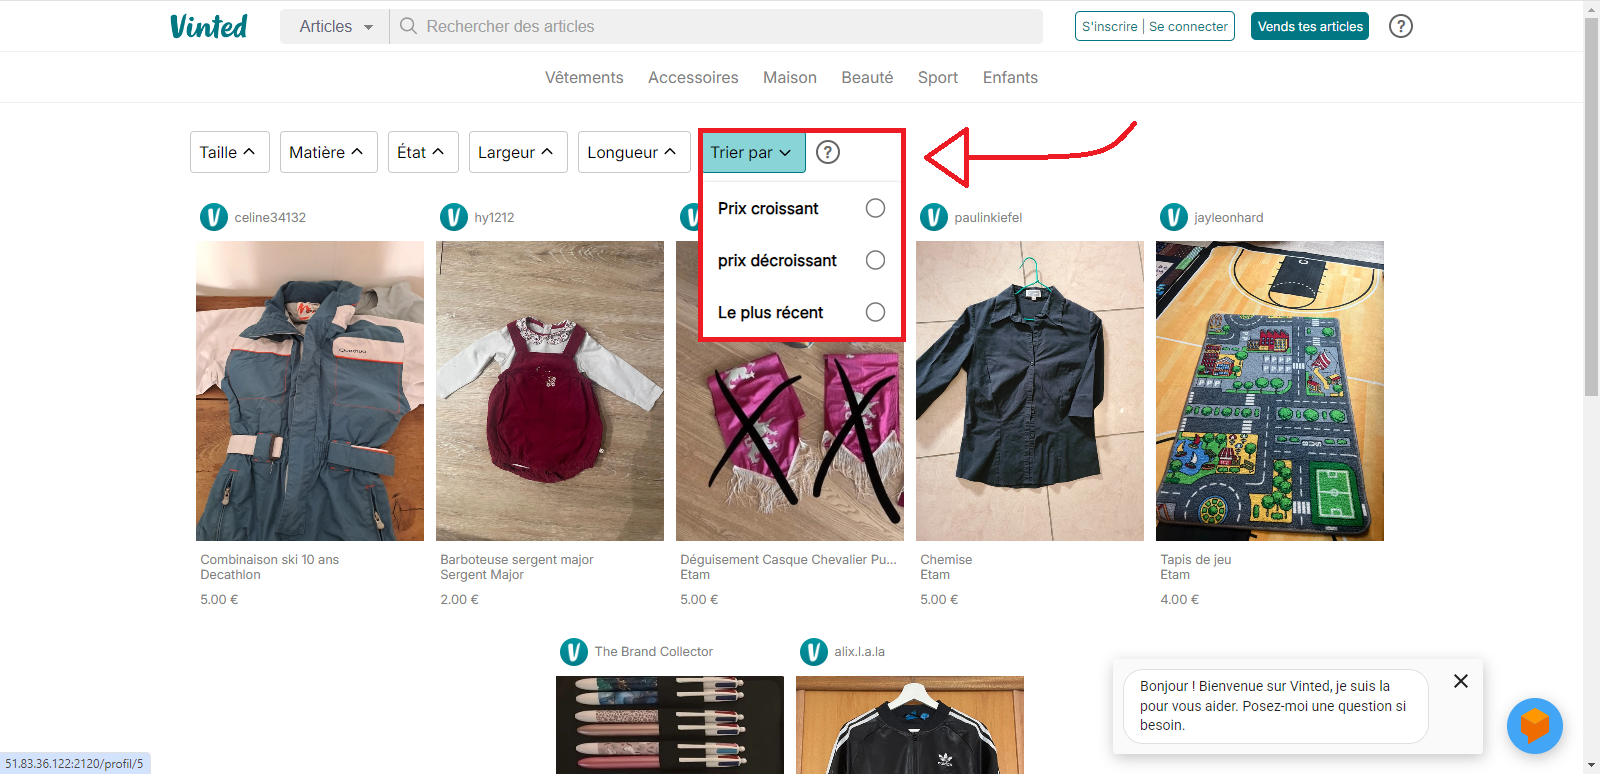 Vinted
Articles
Rechercher des articles
S'inscrire | Se connecter
Vends tes articles
?
Vêtements
Accessoires
Maison
Beauté
Sport
Enfants
Taille
Matière
État
Largeur
Longueur
Trier par
?
Prix croissant
prix décroissant
Le plus récent
celine34132
hy1212
paulinkiefel
jayleonhard
Combinaison ski 10 ans
Decathlon
5.00 €
Barboteuse sergent major
Sergent Major
2.00 €
Déguisement Casque Chevalier Pu...
Etam
5.00 €
Chemise
Etam
5.00 €
Tapis de jeu
Etam
4.00 €
The Brand Collector
alix.l.a.la
adidas
Bonjour ! Bienvenue sur Vinted, je suis la
pour vous aider. Posez-moi une question si
besoin.
51.83.36.122:2120/profil/5